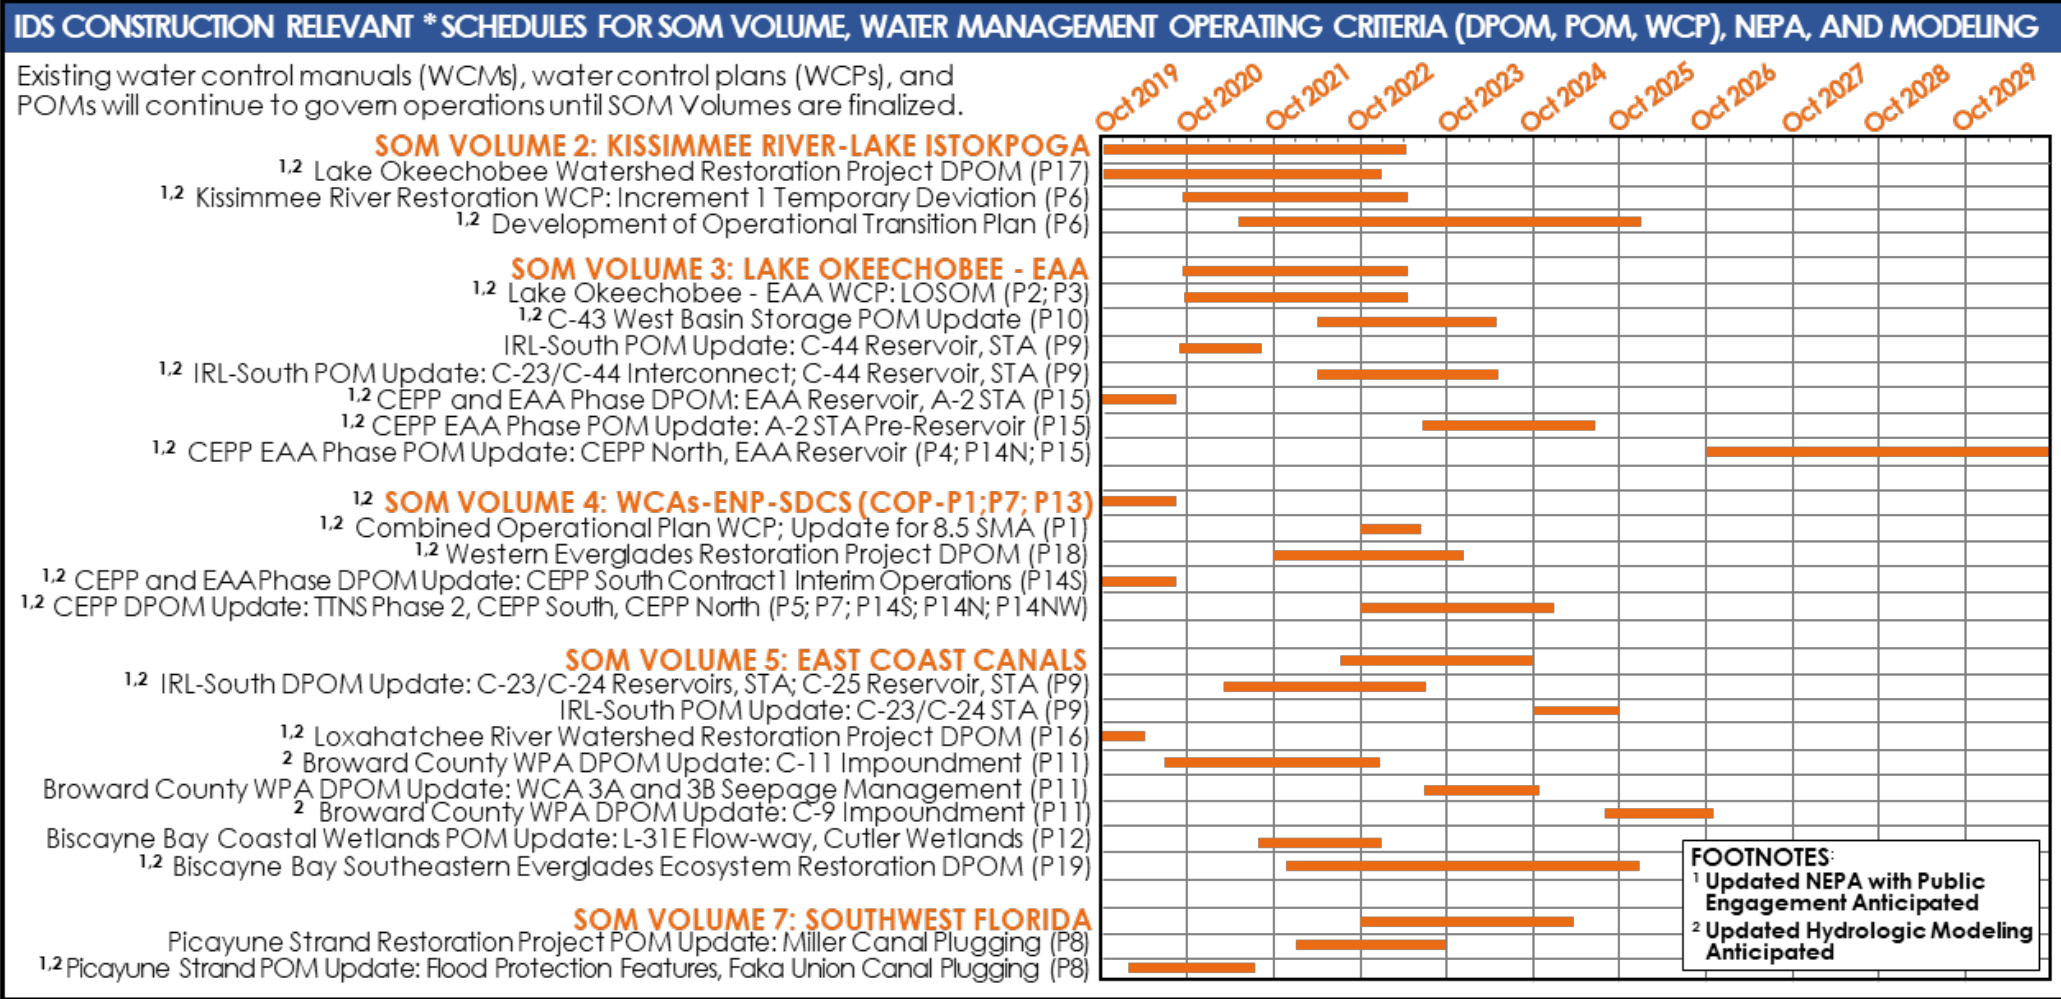 IDS CONSTRUCTION RELEVANT * SCHEDULES FOR SOM VOLUME, WATER MANAGEMENT OPERATING CRITERIA (DPOM, POM, WCP), NEPA, AND MODELING
Existing water control manuals (WCMs), water control plans (WCPs), and
POMs will continue to govern operations until SOM Volumes are finalized.
Oct 2019 Oct 2020 Oct 2021 Oct 2022 Oct 2023 Oct 2024 Oct 2025 Oct 2026 Oct 2027 Oct 2028 Oct 2029
SOM VOLUME 2: KISSIMMEE RIVER-LAKE ISTOKPOGA
1,2 Lake Okeechobee Watershed Restoration Project DPOM (P17)
1,2 Kissimmee River Restoration WCP: Increment 1 Temporary Deviation (P6)
1,2 Development of Operational Transition Plan (P6)
SOM VOLUME 3: LAKE OKEECHOBEE - EAA
1,2 Lake Okeechobee - EAA WCP: LOSOM (P2; P3)
1,2 C-43 West Basin Storage POM Update (P10)
IRL-South POM Update: C-44 Reservoir, STA (P9)
1,2 IRL-South POM Update: C-23/C-44 Interconnect; C-44 Reservoir, STA (P9)
1,2 CEPP and EAA Phase DPOM: EAA Reservoir, A-2 STA (P15)
1,2 CEPP EAA Phase POM Update: A-2 STA Pre-Reservoir (P15)
1,2 CEPP EAA Phase POM Update: CEPP North, EAA Reservoir (P4; P14N; P15)
1,2 SOM VOLUME 4: WCAs-ENP-SDCS (COP-P1;P7; P13)
1,2 Combined Operational Plan WCP; Update for 8.5 SMA (P1)
1,2 Western Everglades Restoration Project DPOM (P18)
1,2 CEPP and EAA Phase DPOM Update: CEPP South Contract 1 Interim Operations (P14S)
1,2 CEPP DPOM Update: TTNS Phase 2, CEPP South, CEPP North (P5; P7; P14S; P14N; P14NW)
SOM VOLUME 5: EAST COAST CANALS
1,2 IRL-South DPOM Update: C-23/C-24 Reservoirs, STA; C-25 Reservoir, STA (P9)
IRL-South POM Update: C-23/C-24 STA (P9)
1,2 Loxahatchee River Watershed Restoration Project DPOM (P16)
2 Broward County WPA DPOM Update: C-11 Impoundment (P11)
Broward County WPA DPOM Update: WCA 3A and 3B Seepage Management (P11)
2 Broward County WPA DPOM Update: C-9 Impoundment (P11)
Biscayne Bay Coastal Wetlands POM Update: L-31E Flow-way, Cutler Wetlands (P12)
1,2 Biscayne Bay Southeastern Everglades Ecosystem Restoration DPOM (P19)
SOM VOLUME 7: SOUTHWEST FLORIDA
Picayune Strand Restoration Project POM Update: Miller Canal Plugging (P8)
1,2 Picayune Strand POM Update: Flood Protection Features, Faka Union Canal Plugging (P8)
FOOTNOTES:
1 Updated NEPA with Public
Engagement Anticipated
2 Updated Hydrologic Modeling
Anticipated